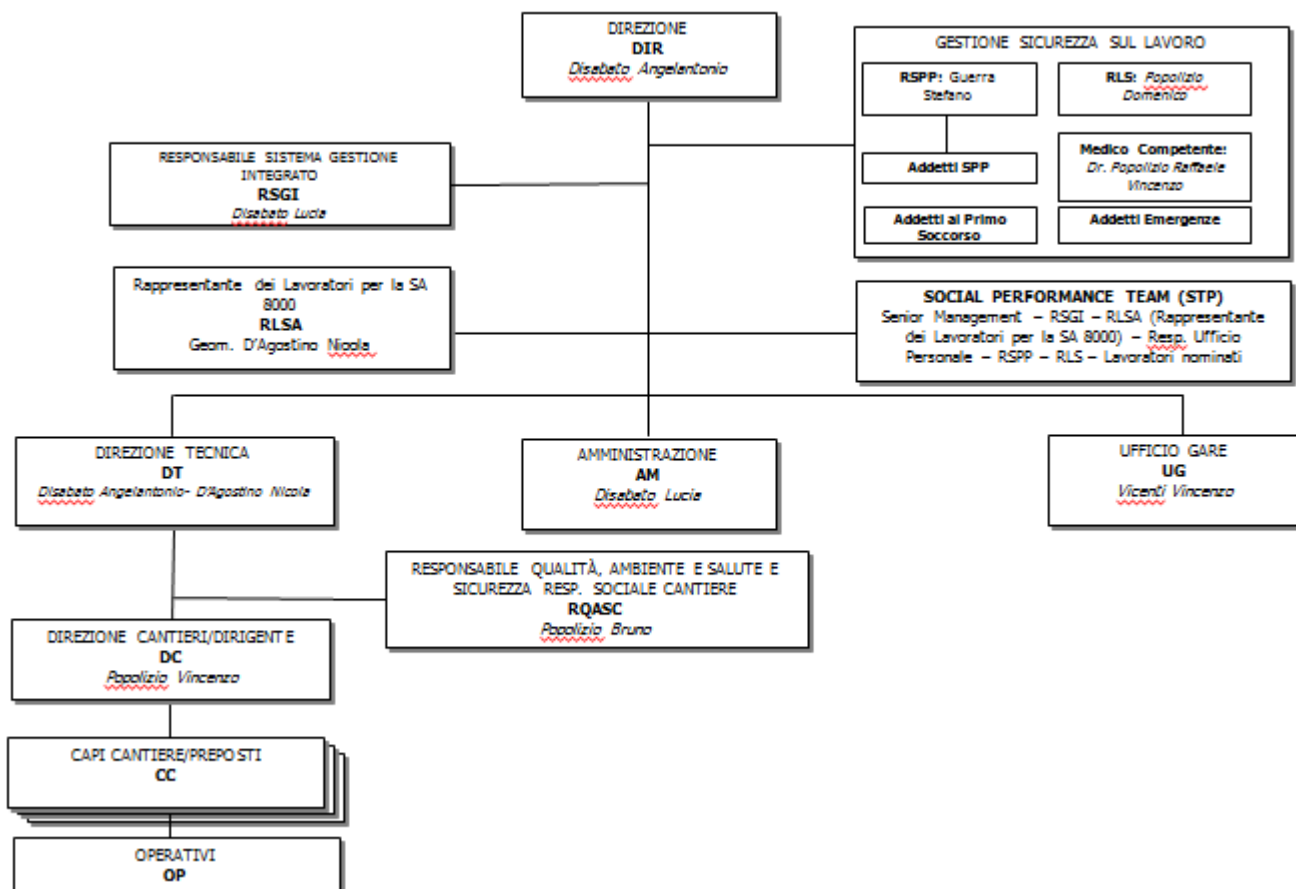 DIREZIONE
DIR
Disabato Angelantonio
GESTIONE SICUREZZA SUL LAVORO
RSPP: Guerra
Stefano
RLS: Popolizio
Domenico
Addetti SPP
Medico Competente:
Dr. Popolizio Raffaele
Vincenzo
Addetti al Primo
Soccorso
Addetti Emergenze
RESPONSABILE SISTEMA GESTIONE
INTEGRATO
RSGI
Disabato Lucia
Rappresentante dei Lavoratori per la SA
8000
RLSA
Geom. D'Agostino Nicola
SOCIAL PERFORMANCE TEAM (STP)
Senior Management – RSGI – RLSA (Rappresentante
dei Lavoratori per la SA 8000) – Resp. Ufficio
Personale – RSPP – RLS – Lavoratori nominati
DIREZIONE TECNICA
DT
Disabato Angelantonio- D'Agostino Nicola
AMMINISTRAZIONE
AM
Disabato Lucia
UFFICIO GARE
UG
Vicenti Vincenzo
RESPONSABILE QUALITÀ, AMBIENTE E SALUTE E
SICUREZZA RESP. SOCIALE CANTIERE
RQASC
Popolizio Bruno
DIREZIONE CANTIERI/DIRIGENTE
DC
Popolizio Vincenzo
CAPI CANTIERE/PREPOSTI
CC
OPERATIVI
OP